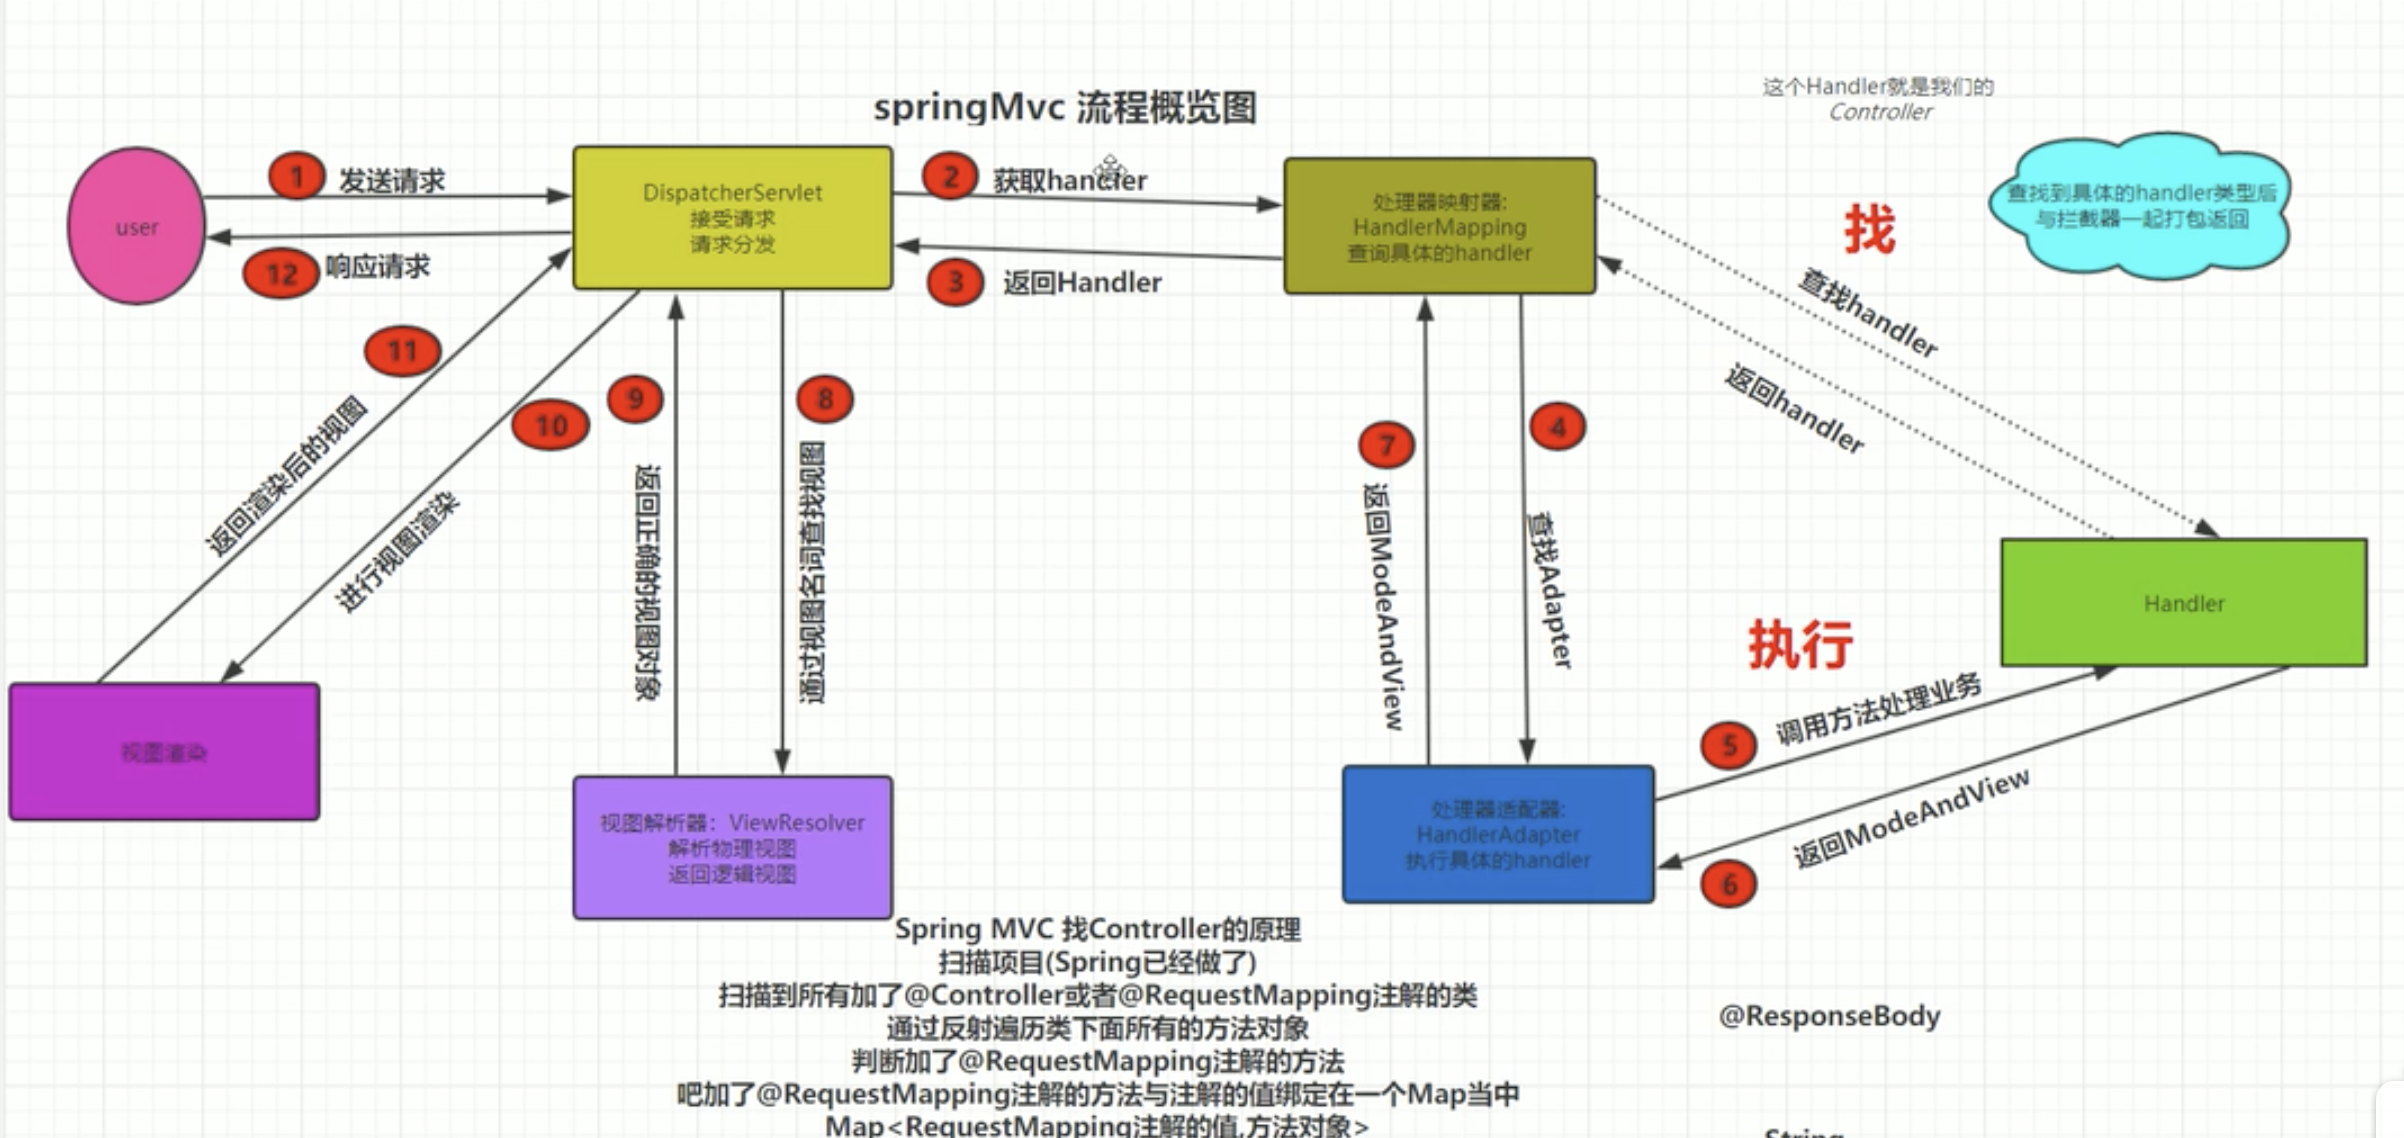 springMvc 流程概览图
这个Handler就是我们的
Controller
user
1
发送请求
12
响应请求
DispatcherServlet
接受请求
请求分发
2
获取handler
3
返回Handler
处理器映射器:
HandlerMapping
查询具体的handler
找
查找到具体的handler类型后
与拦截器一起打包返回
查找handler
返回handler
11
返回渲染后的视图
10
进行视图渲染
9
返回正确的视图对象
8
通过视图名词查找视图
7
返回ModeAndView
4
查找Adapter
Handler
执行
5
调用方法处理业务
6
返回ModeAndView
视图渲染
视图解析器：ViewResolver
解析物理视图
返回逻辑视图
处理器适配器:
HandlerAdapter
执行具体的handler
Spring MVC 找Controller的原理
扫描项目(Spring已经做了)
扫描到所有加了@Controller或者@RequestMapping注解的类
通过反射遍历类下面所有的方法对象
判断加了@RequestMapping注解的方法
吧加了@RequestMapping注解的方法与注解的值绑定在一个Map当中
Map<RequestMapping注解的值,方法对象>
@ResponseBody
String